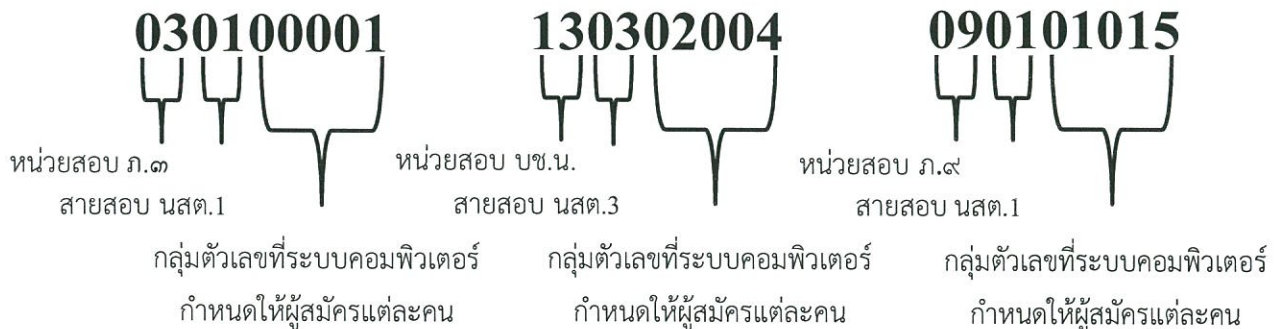 030100001 130302004 090101015
หน่วยสอบ ภ.๓ หน่วยสอบ บช.น. หน่วยสอบ ภ.๙
สายสอบ นสต.1 สายสอบ นสต.3 สายสอบ นสต.1
กลุ่มตัวเลขที่ระบบคอมพิวเตอร์ กลุ่มตัวเลขที่ระบบคอมพิวเตอร์ กลุ่มตัวเลขที่ระบบคอมพิวเตอร์
กำหนดให้ผู้สมัครแต่ละคน กำหนดให้ผู้สมัครแต่ละคน กำหนดให้ผู้สมัครแต่ละคน